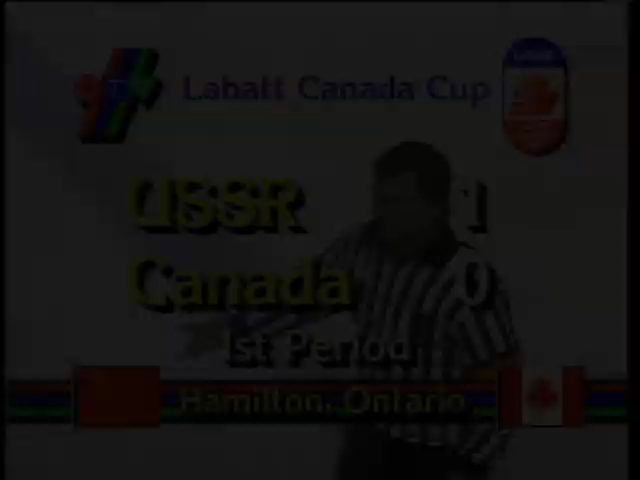 Labatt Canada Cup
USSR 1
Canada 0
1st Period
Hamilton, Ontario